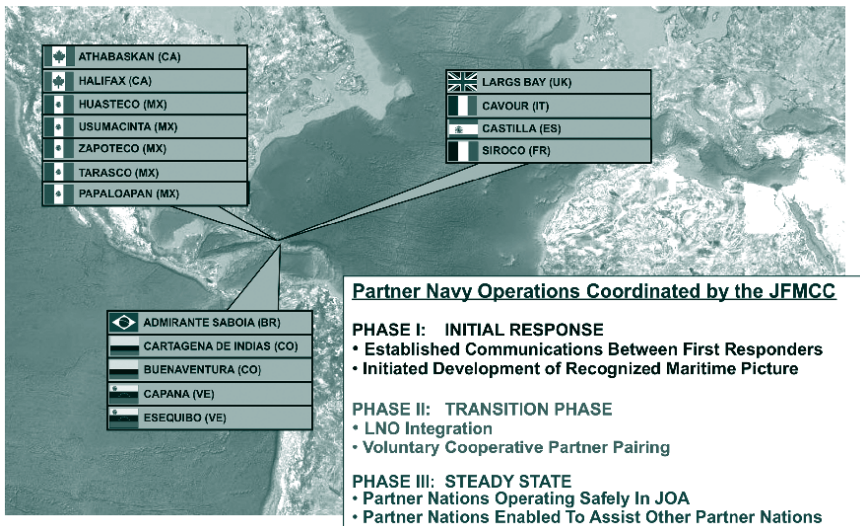 ATHABASKAN (CA)
HALIFAX (CA)
HUASTECO (MX)
USUMACINTA (MX)
ZAPOTECO (MX)
TARASCO (MX)
PAPALOAPAN (MX)
LARGS BAY (UK)
CAVOUR (IT)
CASTILLA (ES)
SIROCO (FR)
ADMIRANTE SABOIA (BR)
CARTAGENA DE INDIAS (CO)
BUENAVENTURA (CO)
CAPANA (VE)
ESEQUIBO (VE)
Partner Navy Operations Coordinated by the JFMCC
PHASE I: INITIAL RESPONSE
• Established Communications Between First Responders
• Initiated Development of Recognized Maritime Picture
PHASE II: TRANSITION PHASE
• LNO Integration
• Voluntary Cooperative Partner Pairing
PHASE III: STEADY STATE
• Partner Nations Operating Safely In JOA
• Partner Nations Enabled To Assist Other Partner Nations